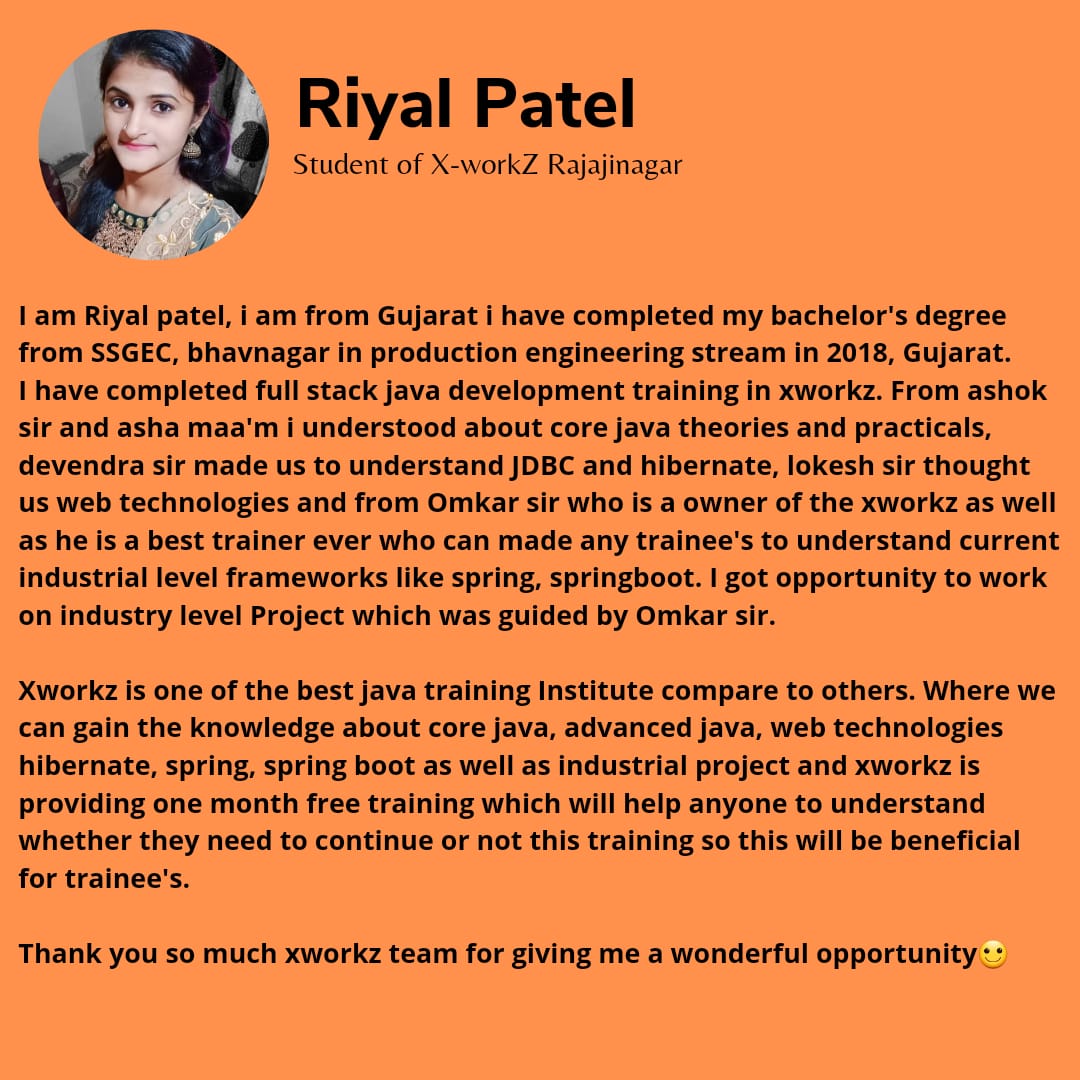 Riyal Patel
Student of X-workZ Rajajinagar
I am Riyal patel, i am from Gujarat i have completed my bachelor's degree
from SSGEC, bhavnagar in production engineering stream in 2018, Gujarat.
I have completed full stack java development training in xworkz. From ashok
sir and asha maa'm i understood about core java theories and practicals,
devendra sir made us to understand JDBC and hibernate, lokesh sir thought
us web technologies and from Omkar sir who is a owner of the xworkz as well
as he is a best trainer ever who can made any trainee's to understand current
industrial level frameworks like spring, springboot. I got opportunity to work
on industry level Project which was guided by Omkar sir.
Xworkz is one of the best java training Institute compare to others. Where we
can gain the knowledge about core java, advanced java, web technologies
hibernate, spring, spring boot as well as industrial project and xworkz is
providing one month free training which will help anyone to understand
whether they need to continue or not this training so this will be beneficial
for trainee's.
Thank you so much xworkz team for giving me a wonderful opportunity🙂